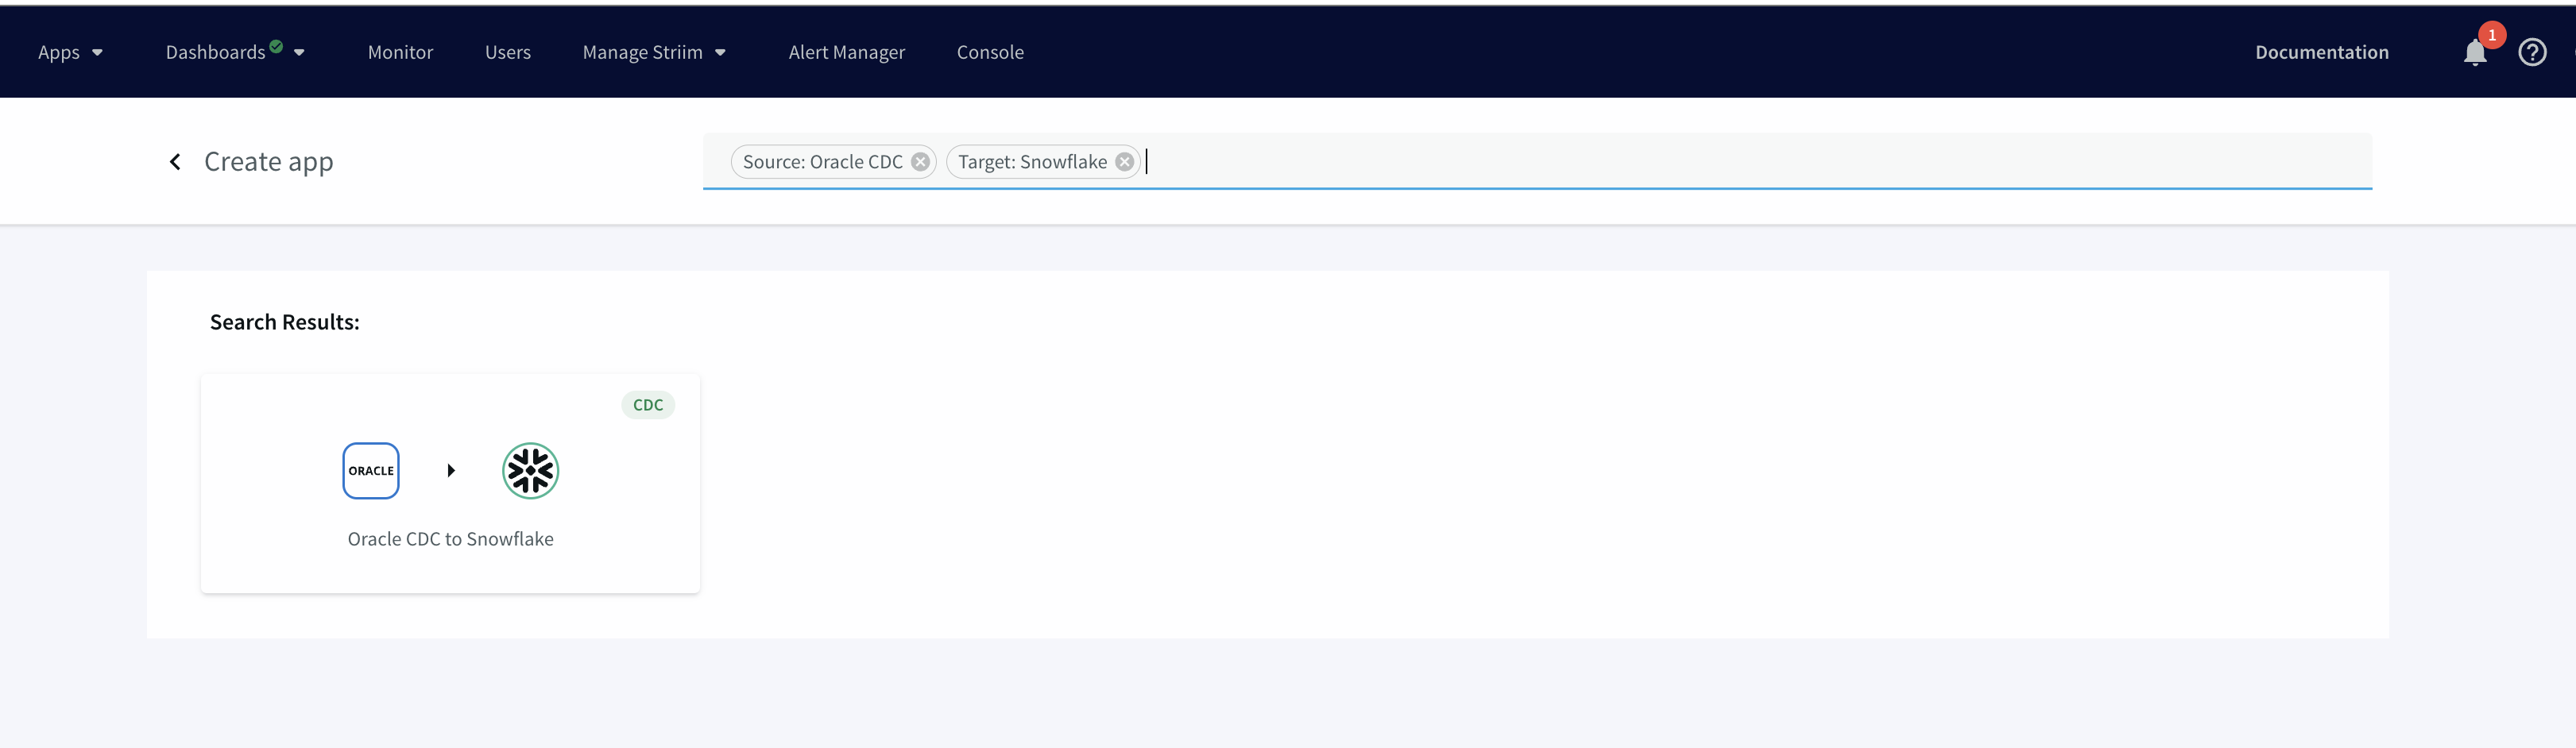 Apps Dashboards Monitor Users Manage Striim Alert Manager Console Documentation 1
Create app Source: Oracle CDC Target: Snowflake
Search Results:
CDC
ORACLE
Oracle CDC to Snowflake